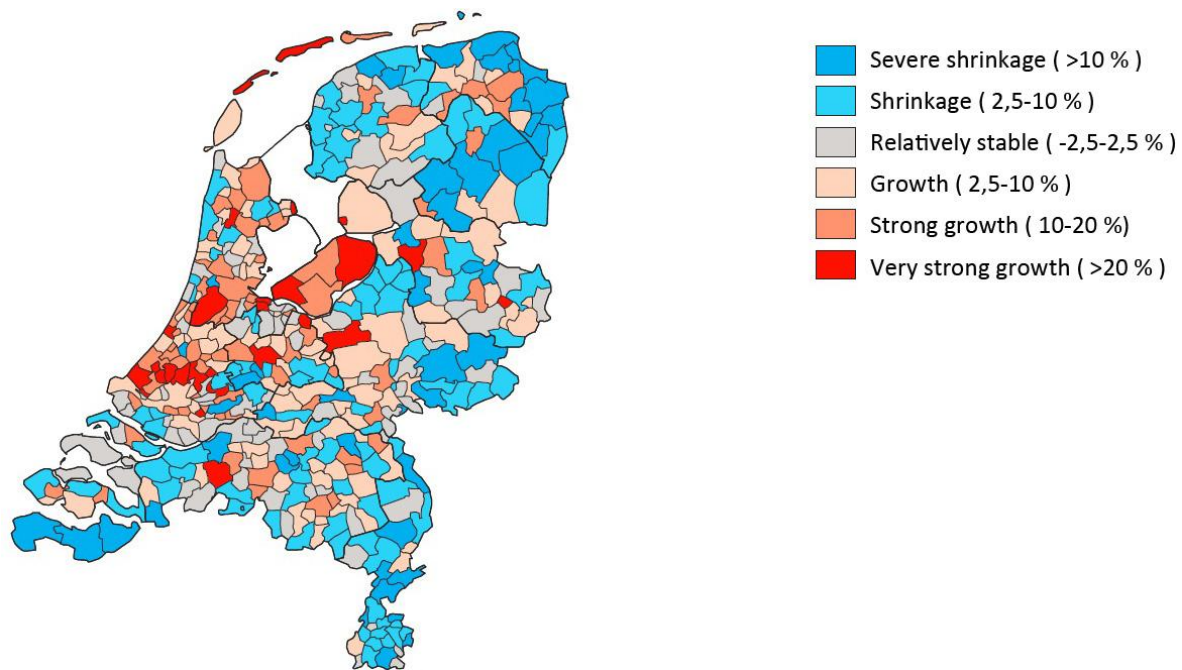 Severe shrinkage ( >10 % )
Shrinkage ( 2,5-10 % )
Relatively stable ( -2,5-2,5 % )
Growth ( 2,5-10 % )
Strong growth ( 10-20 %)
Very strong growth ( >20 % )